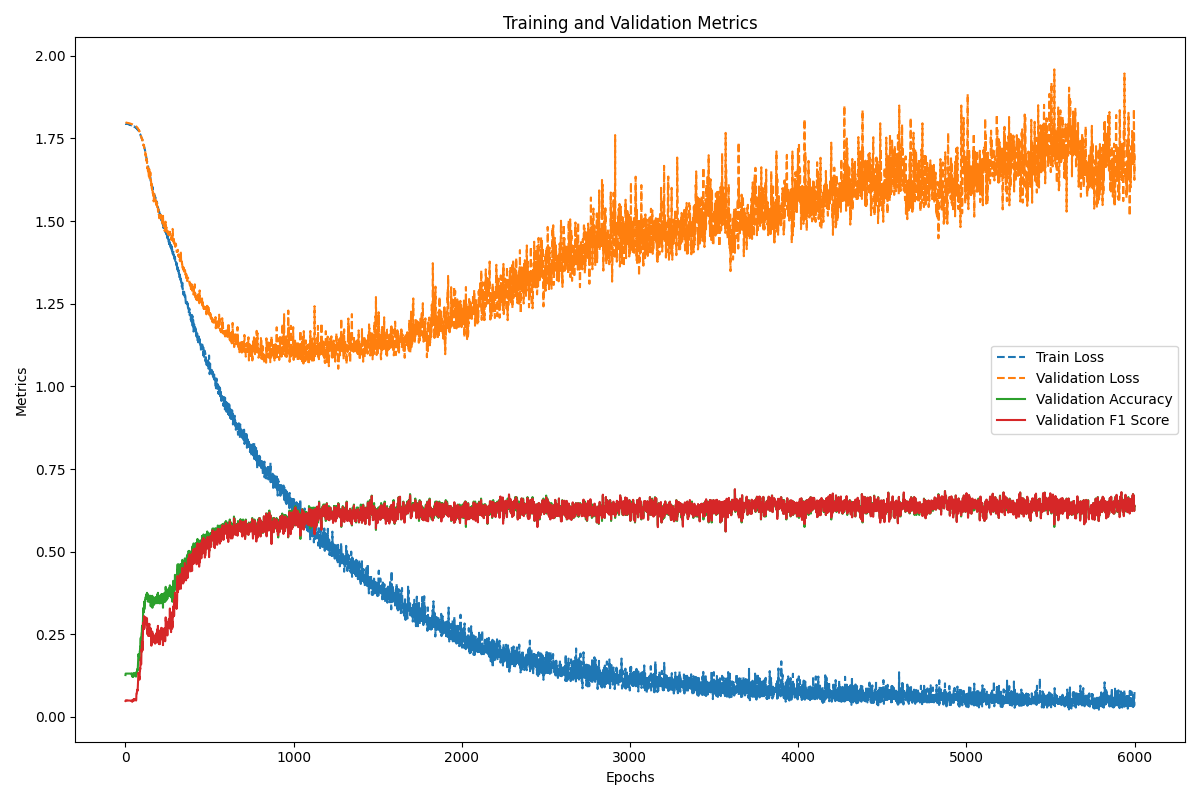 Training and Validation Metrics
2.00
1.75
1.50
1.25
1.00
0.75
0.50
0.25
0.00
Metrics
Train Loss
Validation Loss
Validation Accuracy
Validation F1 Score
0 1000 2000 3000 4000 5000 6000
Epochs